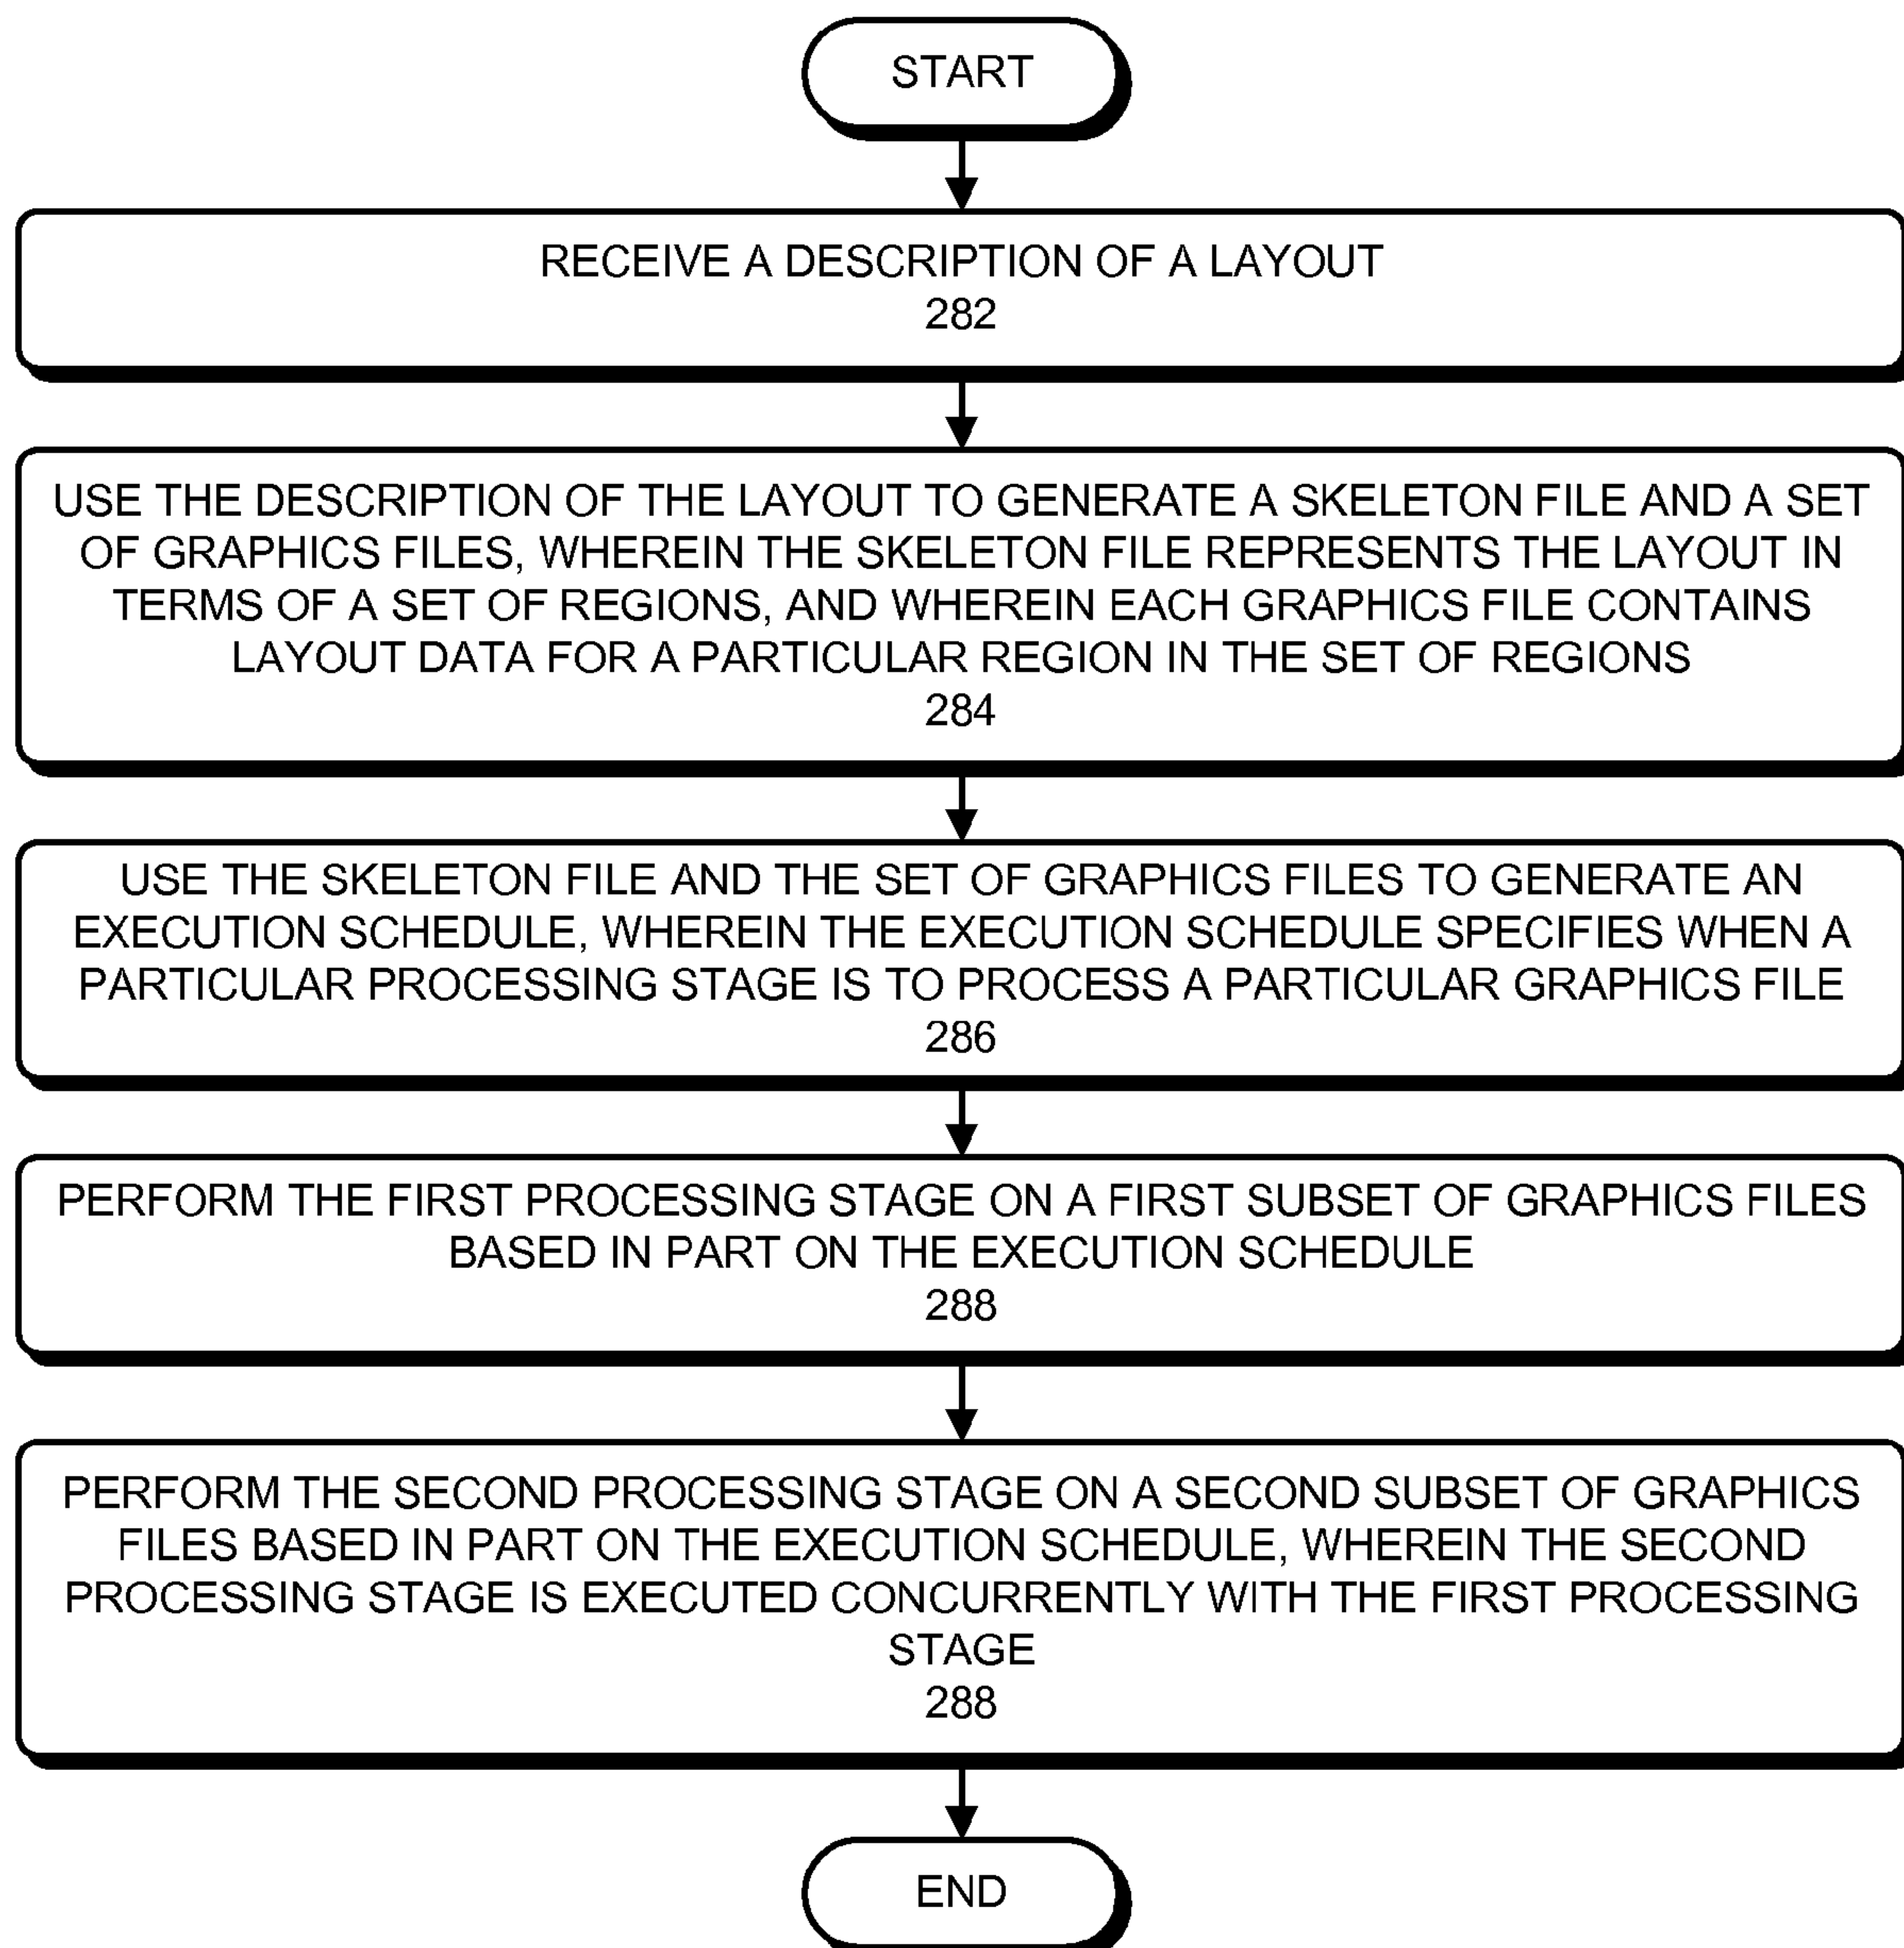 START
RECEIVE A DESCRIPTION OF A LAYOUT
282
USE THE DESCRIPTION OF THE LAYOUT TO GENERATE A SKELETON FILE AND A SET
OF GRAPHICS FILES, WHEREIN THE SKELETON FILE REPRESENTS THE LAYOUT IN
TERMS OF A SET OF REGIONS, AND WHEREIN EACH GRAPHICS FILE CONTAINS
LAYOUT DATA FOR A PARTICULAR REGION IN THE SET OF REGIONS
284
USE THE SKELETON FILE AND THE SET OF GRAPHICS FILES TO GENERATE AN
EXECUTION SCHEDULE, WHEREIN THE EXECUTION SCHEDULE SPECIFIES WHEN A
PARTICULAR PROCESSING STAGE IS TO PROCESS A PARTICULAR GRAPHICS FILE
286
PERFORM THE FIRST PROCESSING STAGE ON A FIRST SUBSET OF GRAPHICS FILES
BASED IN PART ON THE EXECUTION SCHEDULE
288
PERFORM THE SECOND PROCESSING STAGE ON A SECOND SUBSET OF GRAPHICS
FILES BASED IN PART ON THE EXECUTION SCHEDULE, WHEREIN THE SECOND
PROCESSING STAGE IS EXECUTED CONCURRENTLY WITH THE FIRST PROCESSING
STAGE
288
END